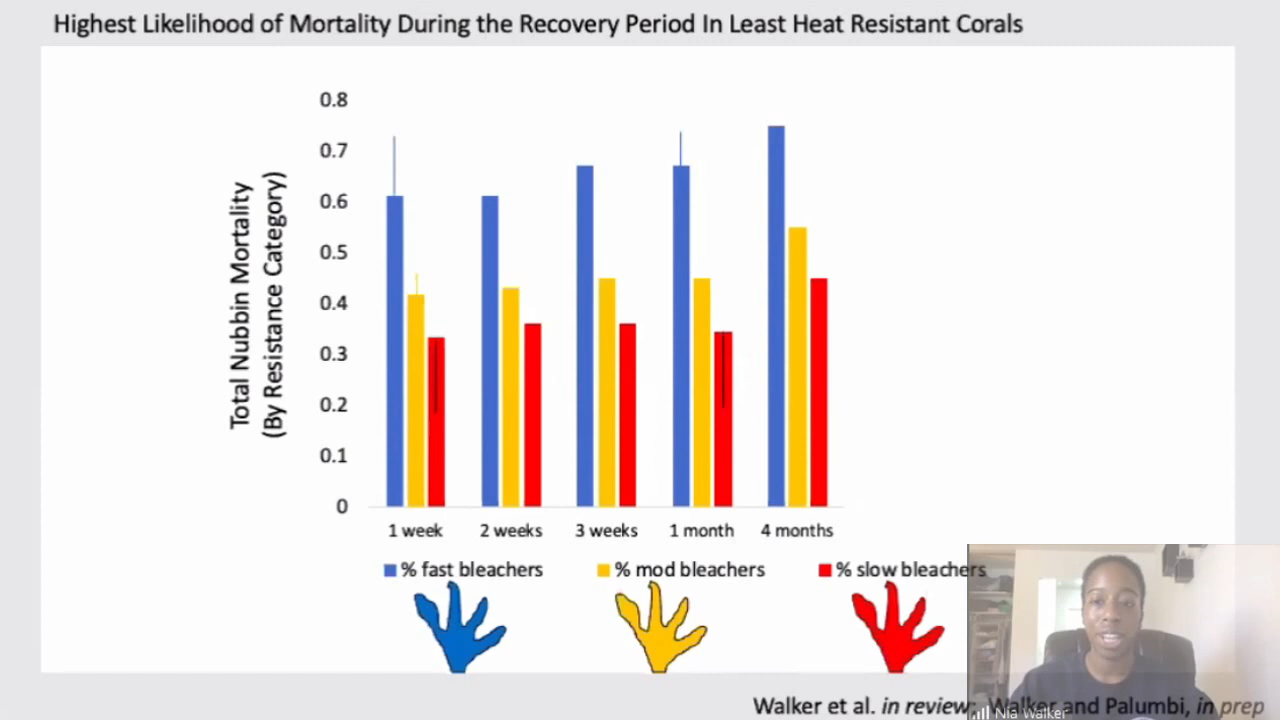 Highest Likelihood of Mortality During the Recovery Period In Least Heat Resistant Corals
Total Nubbin Mortality
(By Resistance Category)
0.8
0.7
0.6
0.5
0.4
0.3
0.2
0.1
0
1 week 2 weeks 3 weeks 1 month 4 months
% fast bleachers % mod bleachers % slow bleachers
Walker et al. in review; Walker and Palumbi, in prep
Nia Walker